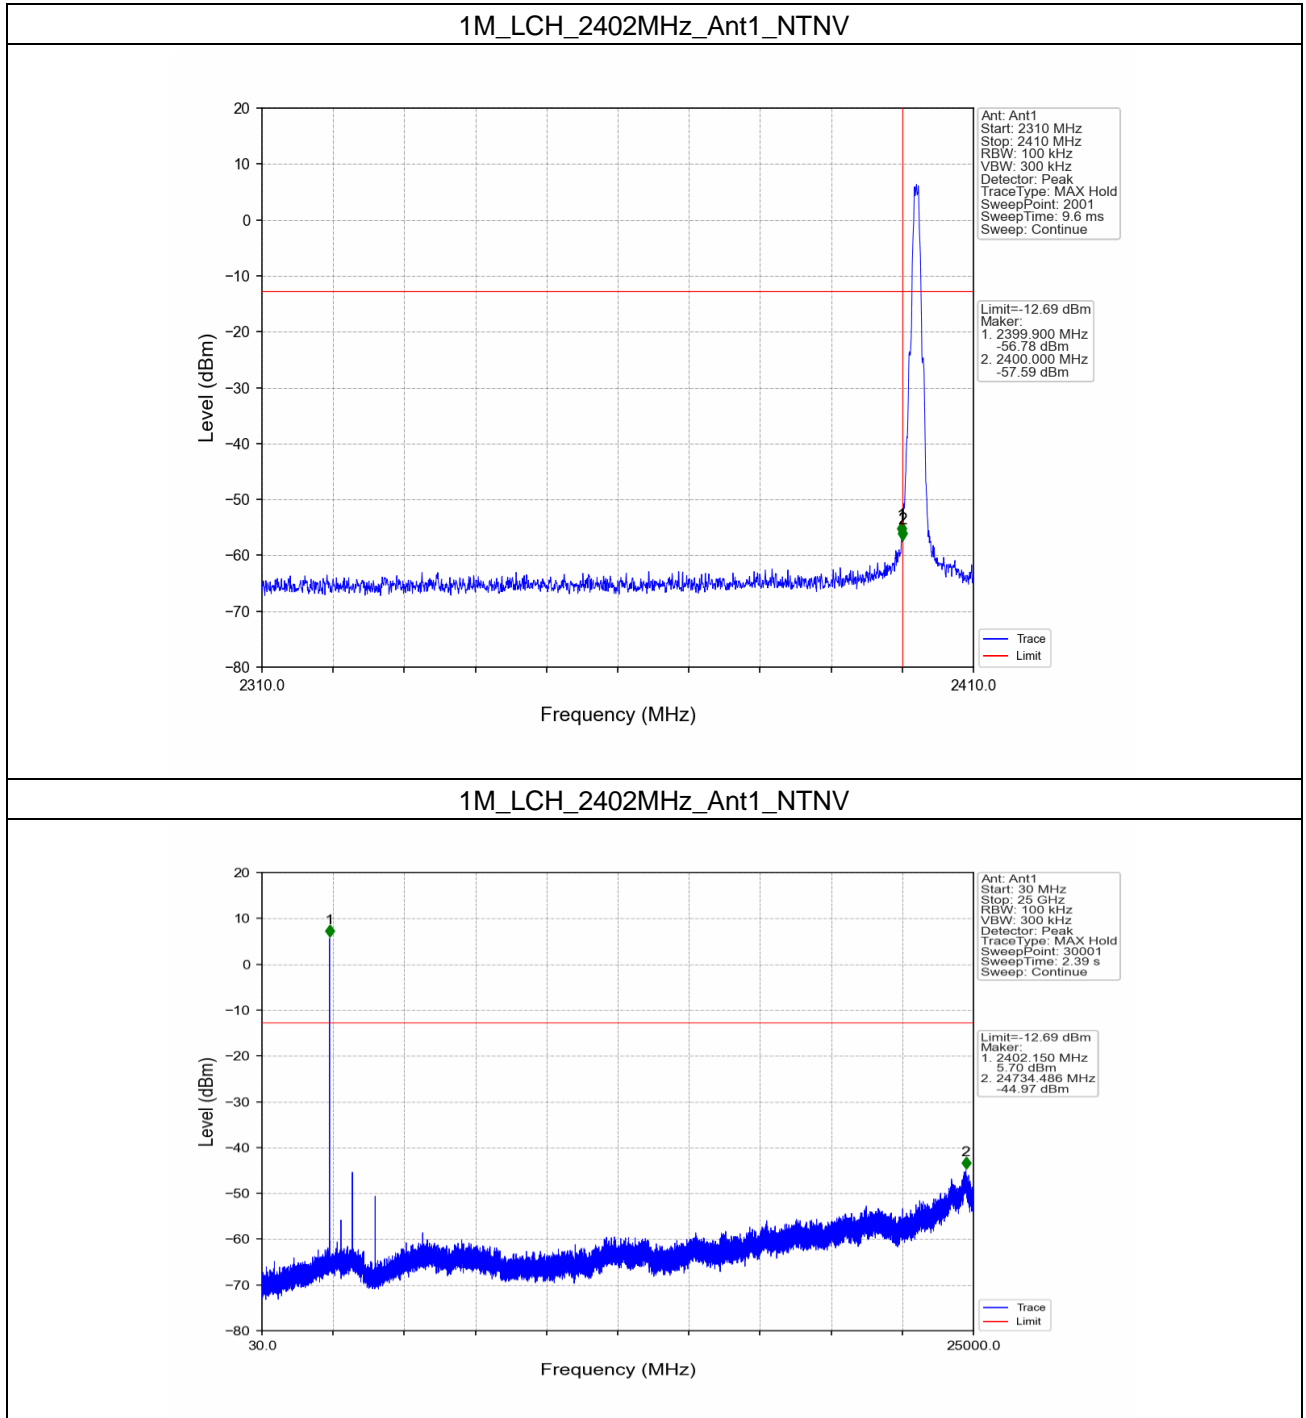 1M_LCH_2402MHz_Ant1_NTNV
20
10
0
−10
−20
−30
−40
−50
−60
−70
−80
Level (dBm)
2310.0
2410.0
Frequency (MHz)
1
2
Ant: Ant1
Start: 2310 MHz
Stop: 2410 MHz
RBW: 100 kHz
VBW: 300 kHz
Detector: Peak
TraceType: MAX Hold
SweepPoint: 2001
SweepTime: 9.6 ms
Sweep: Continue
Limit=-12.69 dBm
Maker:
1. 2399.900 MHz
-56.78 dBm
2. 2400.000 MHz
-57.59 dBm
Trace
Limit
1M_LCH_2402MHz_Ant1_NTNV
20
10
0
−10
−20
−30
−40
−50
−60
−70
−80
Level (dBm)
30.0
25000.0
Frequency (MHz)
1
2
Ant: Ant1
Start: 30 MHz
Stop: 25 GHz
RBW: 100 kHz
VBW: 300 kHz
Detector: Peak
TraceType: MAX Hold
SweepPoint: 30001
SweepTime: 2.39 s
Sweep: Continue
Limit=-12.69 dBm
Maker:
1. 2402.150 MHz
5.70 dBm
2. 24734.486 MHz
-44.97 dBm
Trace
Limit